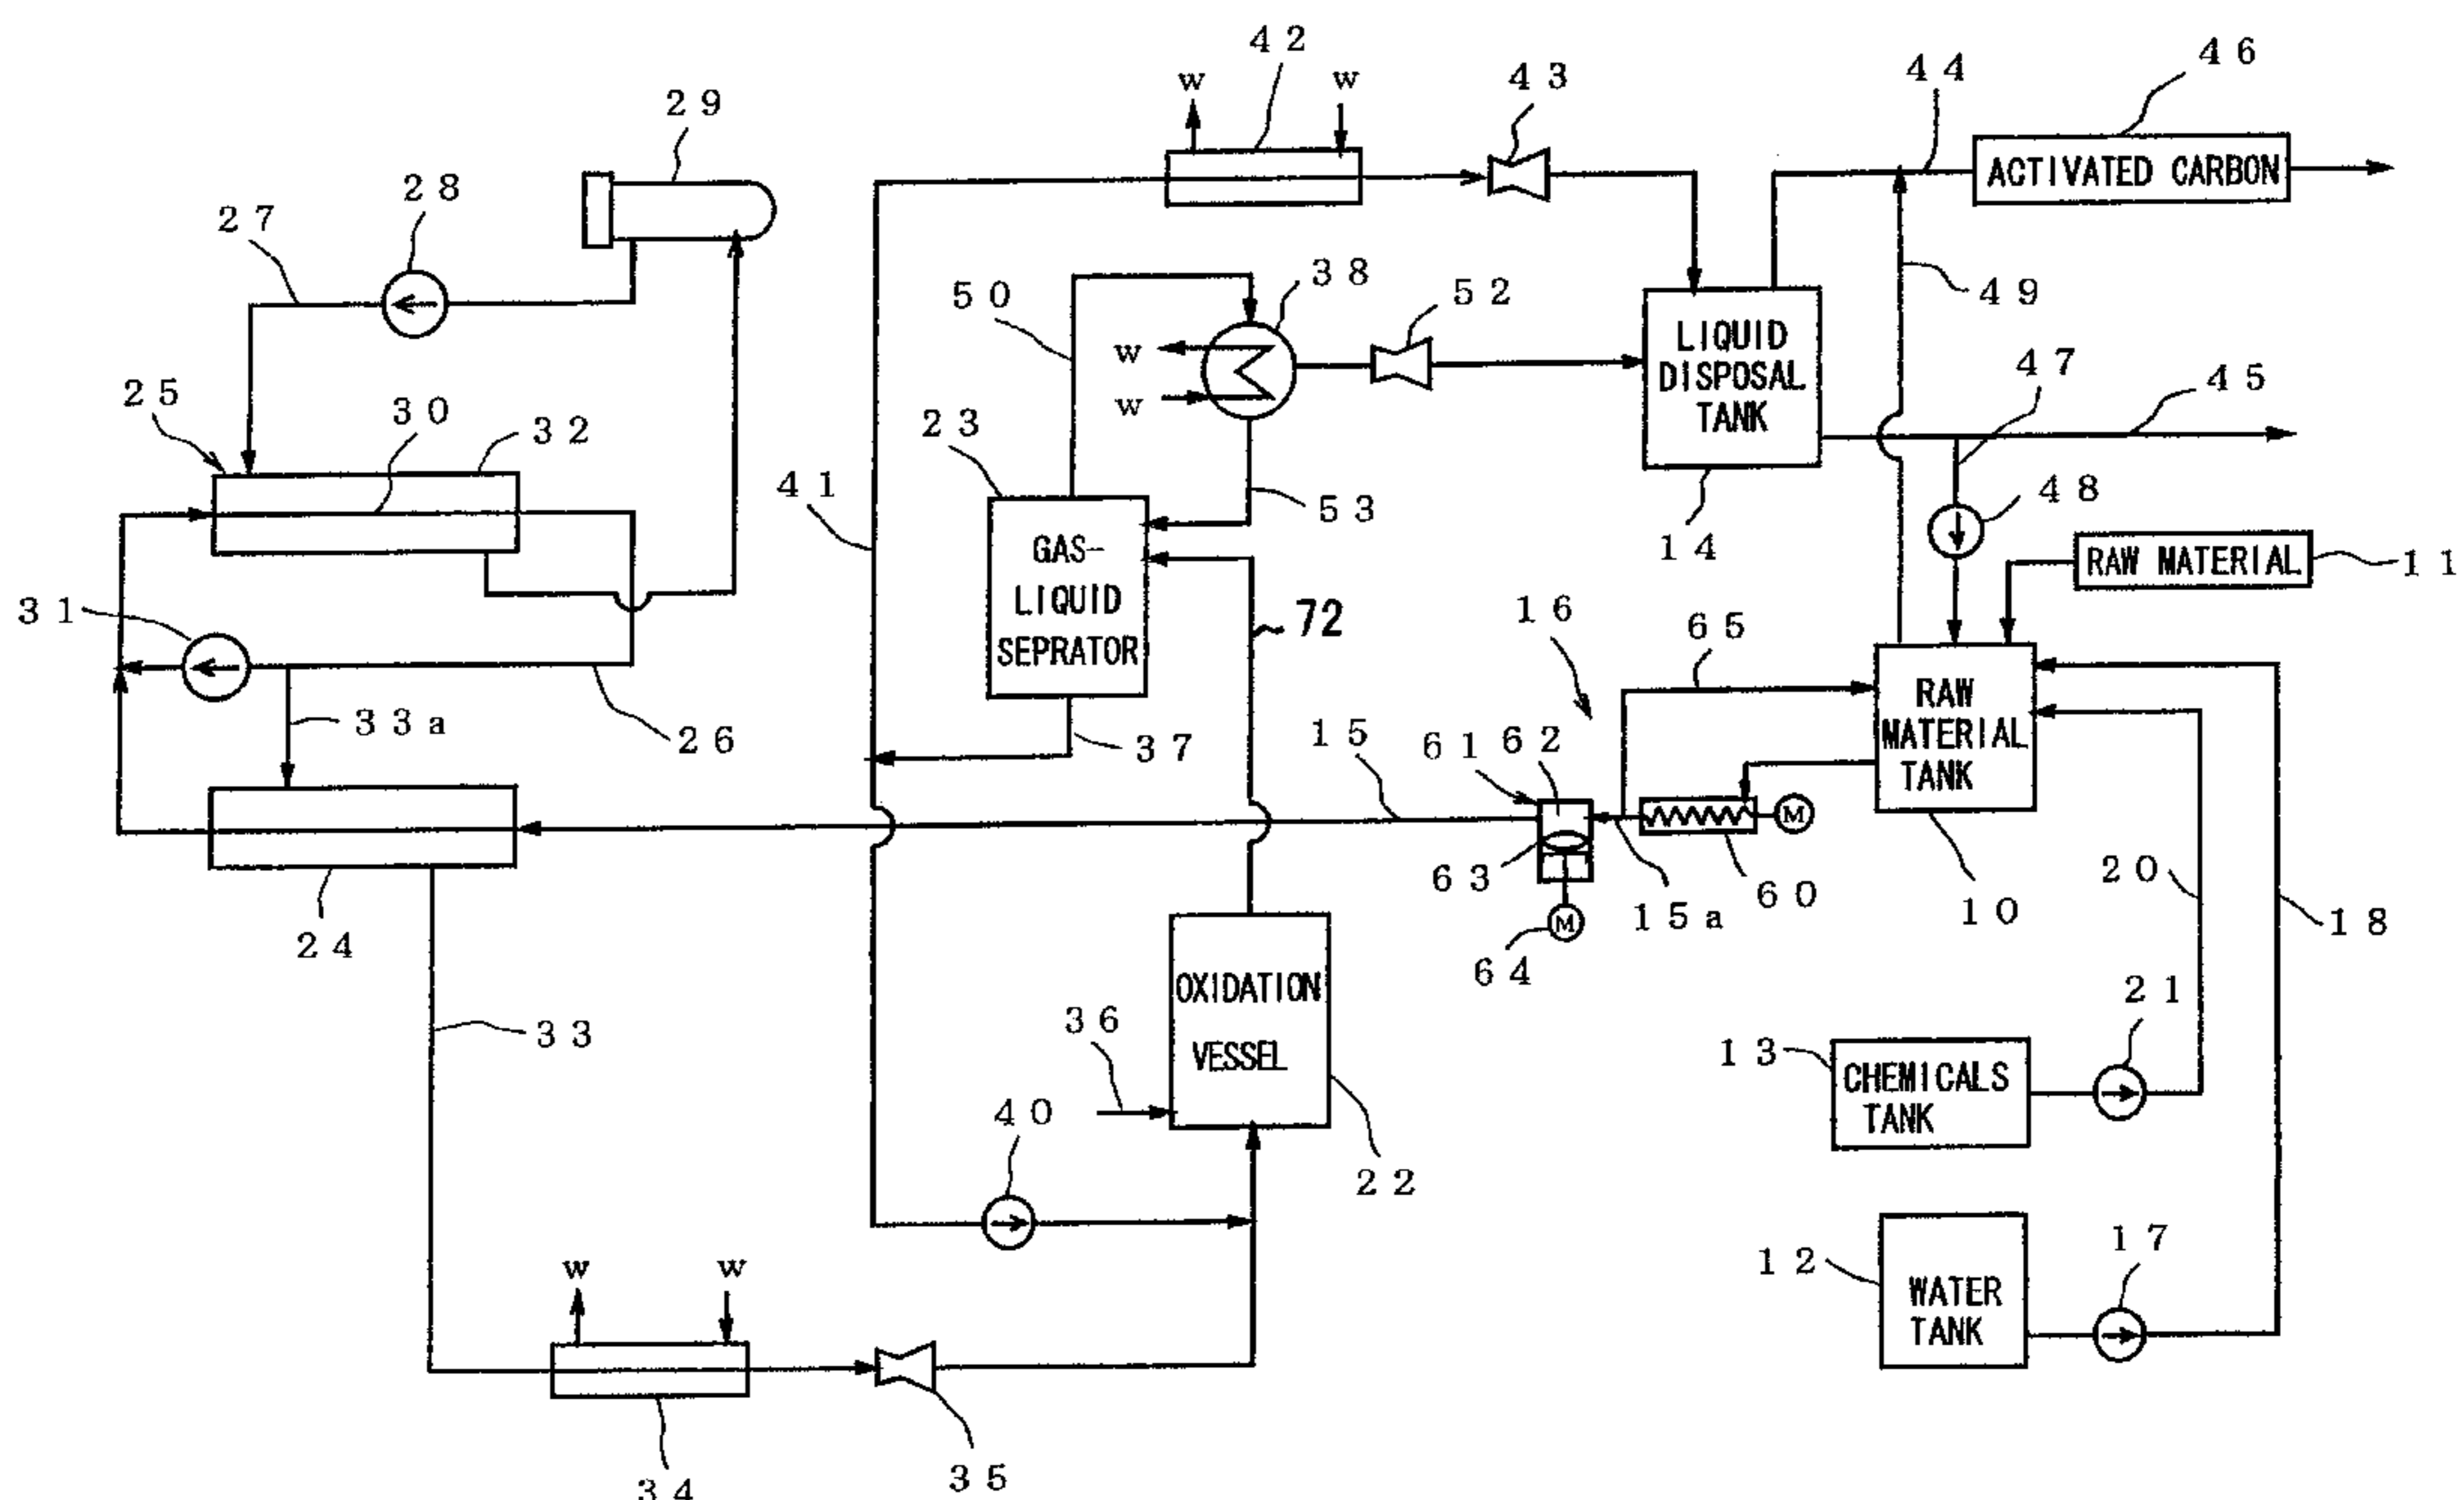 42
46
w
w
43
44
29
28
ACTIVATED CARBON
27
38
50
52
49
LIQUID
DISPOSAL
TANK
w
w
47
45
25
30
32
23
41
53
48
14
GAS-
LIQUID
SEPRATOR
RAW MATERIAL
11
31
16
72
65
33a
26
37
15
61
62
RAW
MATERIAL
TANK
M
63
60
15a
10
20
18
24
M
64
OXIDATION
VESSEL
33
36
21
13
CHEMICALS
TANK
40
22
17
12
w
w
WATER
TANK
34
35